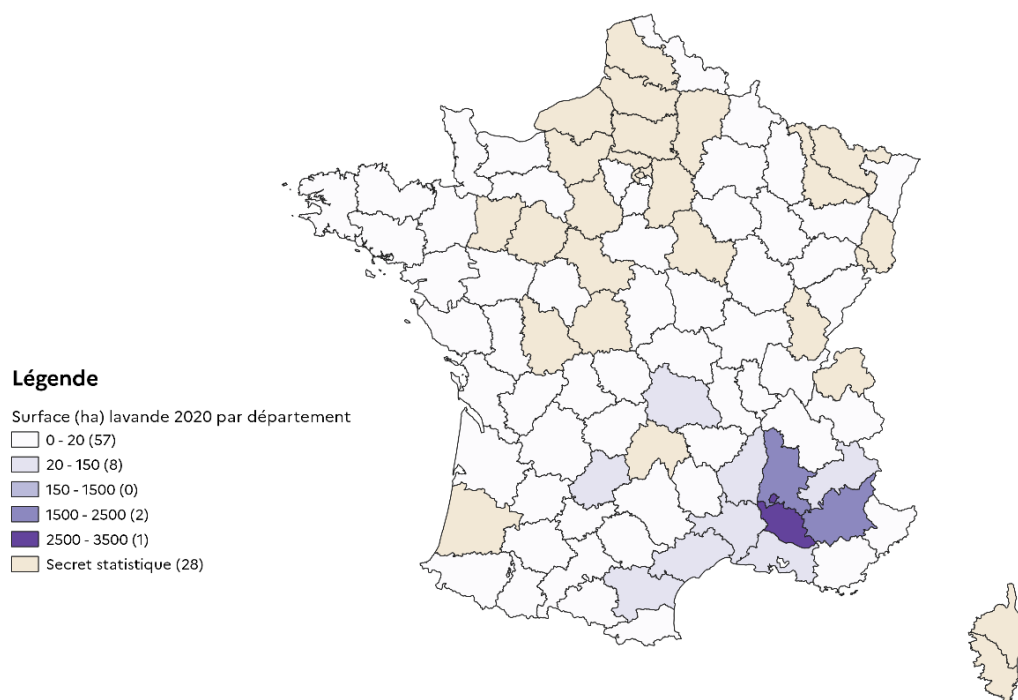 Légende
Surface (ha) lavande 2020 par département
0 - 20 (57)
20 - 150 (8)
150 - 1500 (0)
1500 - 2500 (2)
2500 - 3500 (1)
Secret statistique (28)